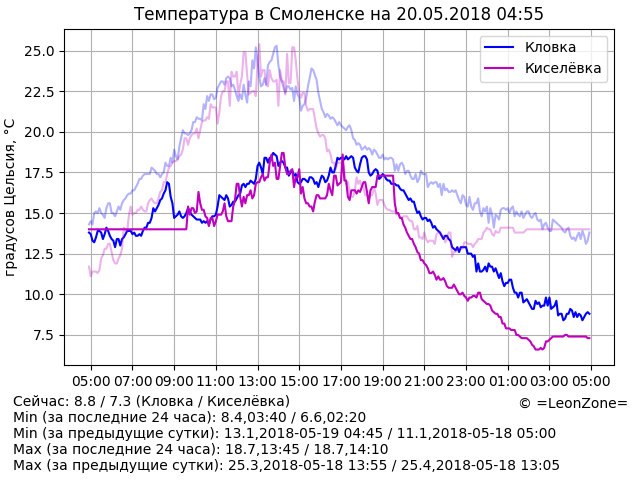 Температура в Смоленске на 20.05.2018 04:55
градусов Цельсия, °C
25.0
22.5
20.0
17.5
15.0
12.5
10.0
7.5
Кловка
Киселёвка
05:00 07:00 09:00 11:00 13:00 15:00 17:00 19:00 21:00 23:00 01:00 03:00 05:00
Сейчас: 8.8 / 7.3 (Кловка / Киселёвка)
© =LeonZone=
Min (за последние 24 часа): 8.4,03:40 / 6.6,02:20
Min (за предыдущие сутки): 13.1,2018-05-19 04:45 / 11.1,2018-05-18 05:00
Max (за последние 24 часа): 18.7,13:45 / 18.7,14:10
Max (за предыдущие сутки): 25.3,2018-05-18 13:55 / 25.4,2018-05-18 13:05